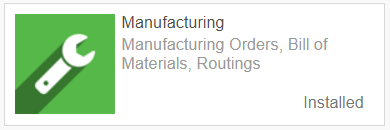 Manufacturing
Manufacturing Orders, Bill of
Materials, Routings
Installed